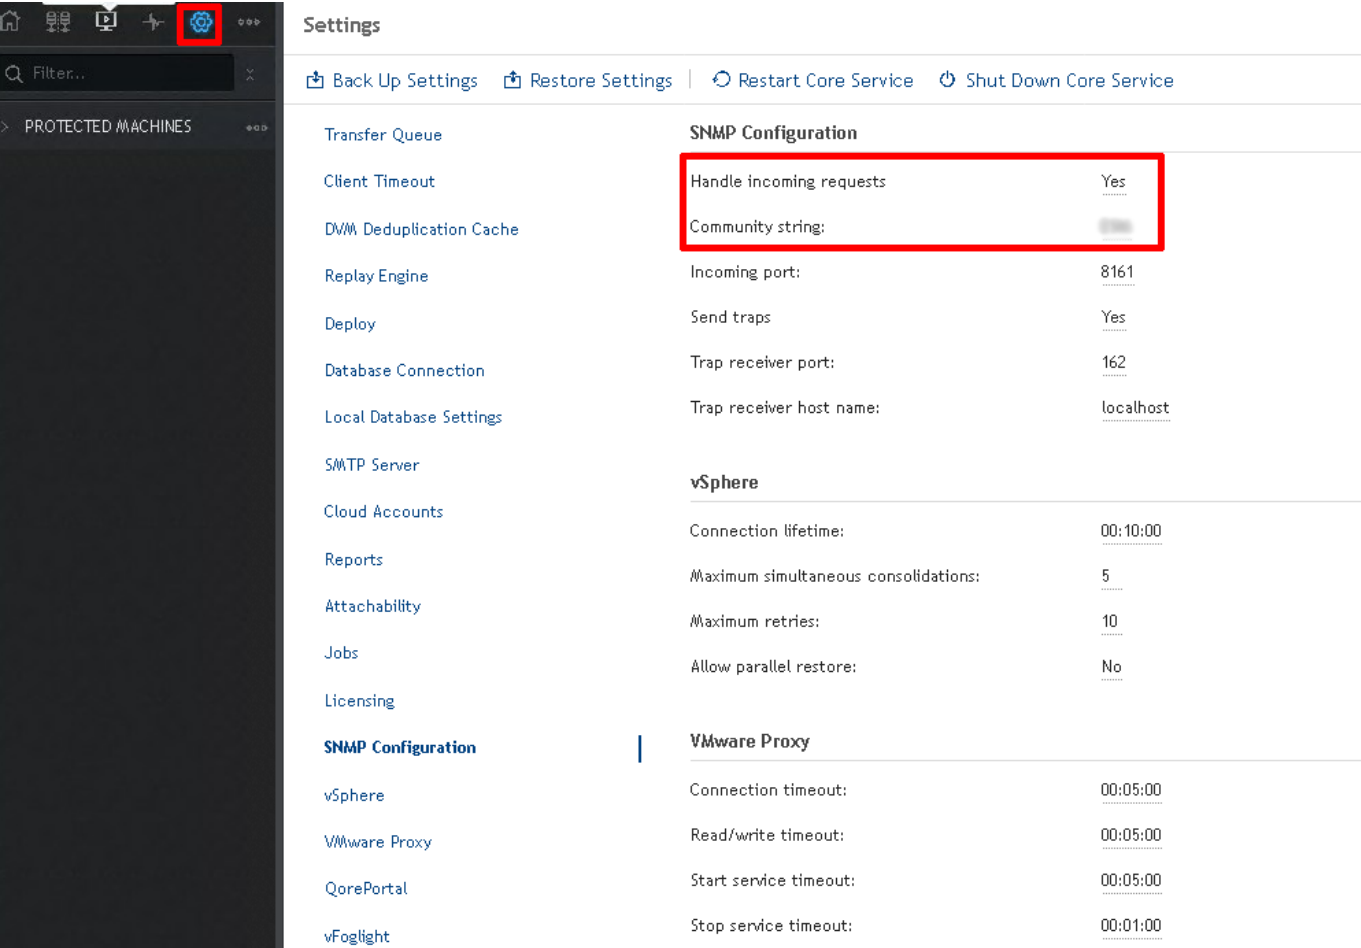 Settings
Filter...
Back Up Settings Restore Settings Restart Core Service Shut Down Core Service
PROTECTED MACHINES
Transfer Queue
Client Timeout
DVM Deduplication Cache
Replay Engine
Deploy
Database Connection
Local Database Settings
SMTP Server
Cloud Accounts
Reports
Attachability
Jobs
Licensing
SNMP Configuration
vSphere
VMware Proxy
QorePortal
vFoglight
SNMP Configuration
Handle incoming requests Yes
Community string:
Incoming port: 8161
Send traps Yes
Trap receiver port: 162
Trap receiver host name: localhost
vSphere
Connection lifetime: 00:10:00
Maximum simultaneous consolidations: 5
Maximum retries: 10
Allow parallel restore: No
VMware Proxy
Connection timeout: 00:05:00
Read/write timeout: 00:05:00
Start service timeout: 00:05:00
Stop service timeout: 00:01:00